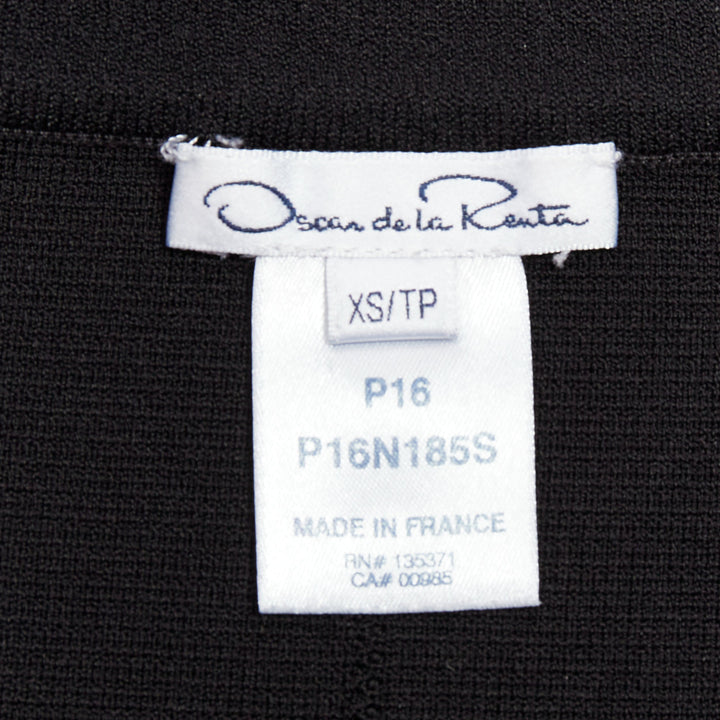 Oscar de la Renta
XS/TP
P16
P16N185S
MADE IN FRANCE
RN# 135371
CA# 00985